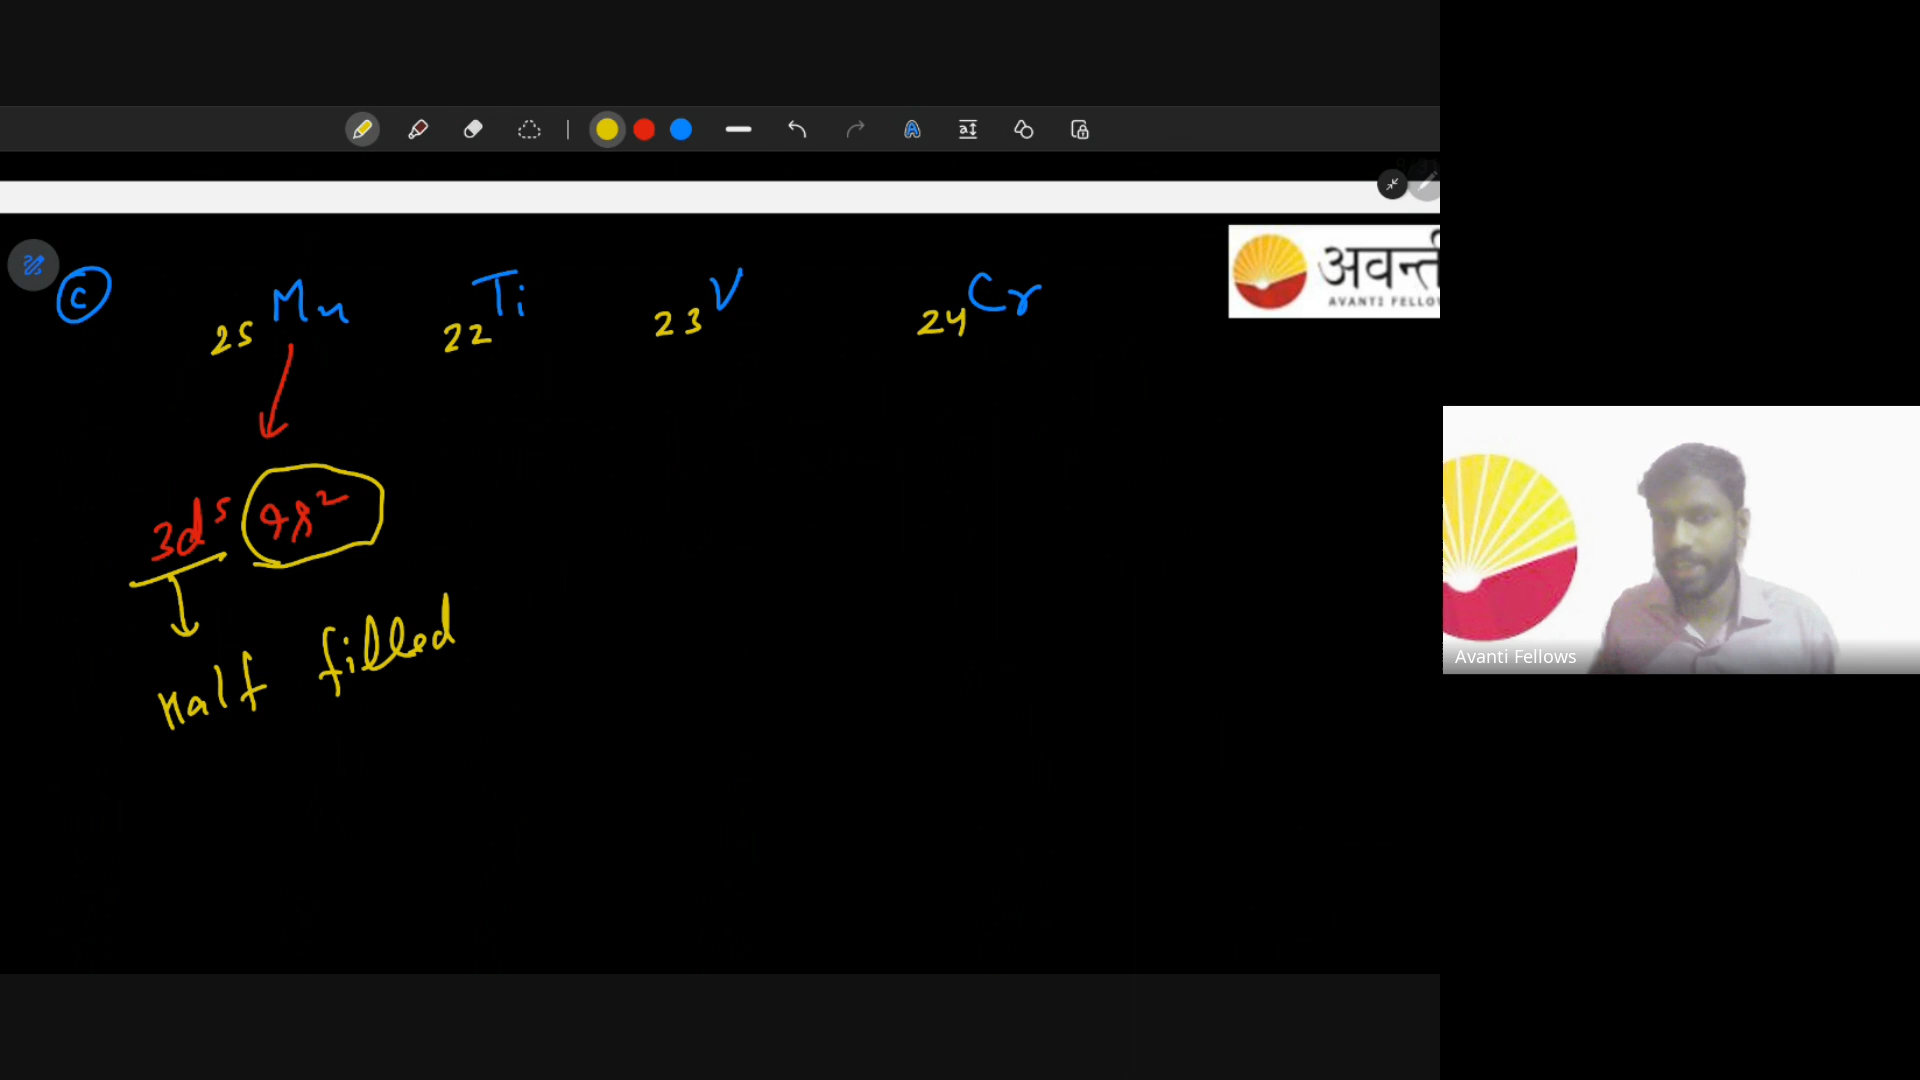 अवन्ती
AVANTI FELLO
c 25 Mn 22 Ti 23 V 24 Cr
3d⁵ 4s²
Half filled
Avanti Fellows